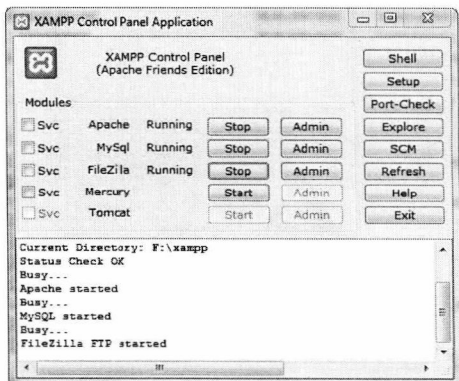 XAMPP Control Panel Application
XAMPP Control Panel
(Apache Friends Edition)
Shell
Setup
Modules
Port-Check
Svc Apache Running Stop Admin Explore
Svc MySql Running Stop Admin SCM
Svc FileZilla Running Stop Admin Refresh
Svc Mercury Start Admin Help
Svc Tomcat Start Admin Exit
Current Directory: F:\xampp
Status Check OK
Busy...
Apache started
Busy...
MySQL started
Busy...
FileZilla FTP started